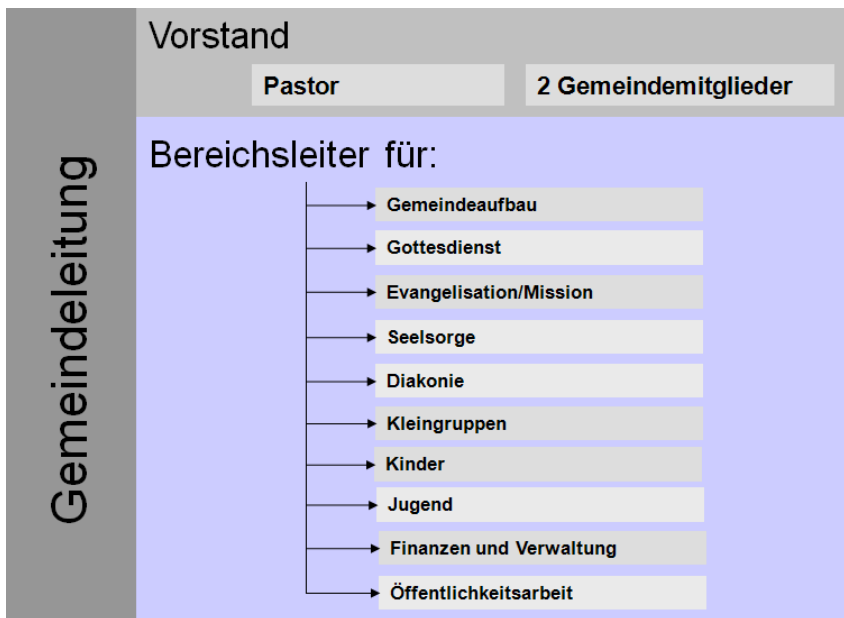 Gemeindeleitung
Vorstand
Pastor
2 Gemeindemitglieder
Bereichsleiter für:
Gemeindeaufbau
Gottesdienst
Evangelisation/Mission
Seelsorge
Diakonie
Kleingruppen
Kinder
Jugend
Finanzen und Verwaltung
Öffentlichkeitsarbeit